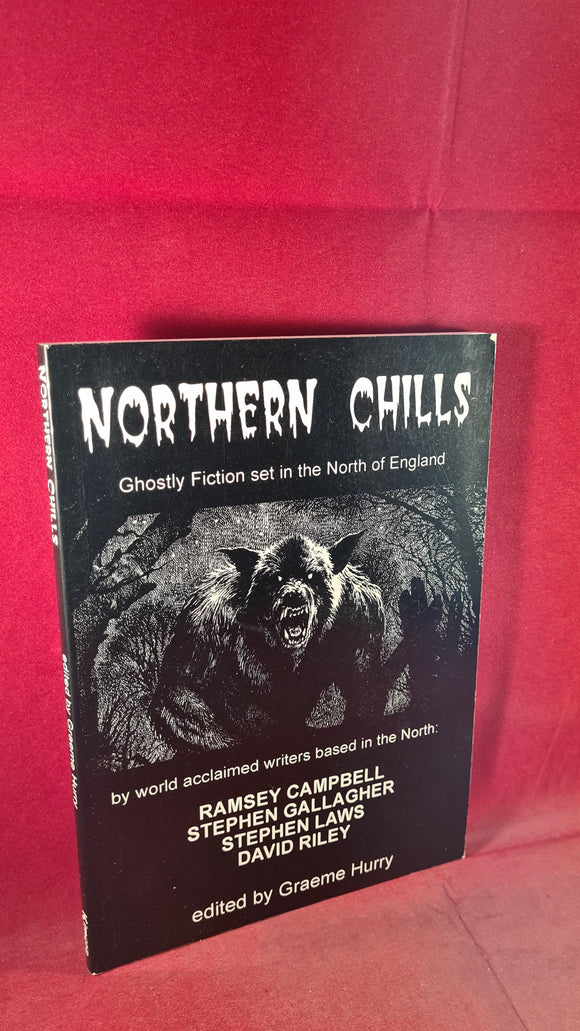 NORTHERN CHILLS
Ghostly Fiction set in the North of England
by world acclaimed writers based in the North:
RAMSEY CAMPBELL
STEPHEN GALLAGHER
STEPHEN LAWS
DAVID RILEY
edited by Graeme Hurry
NORTHERN CHILLS
edited by Graeme Hurry